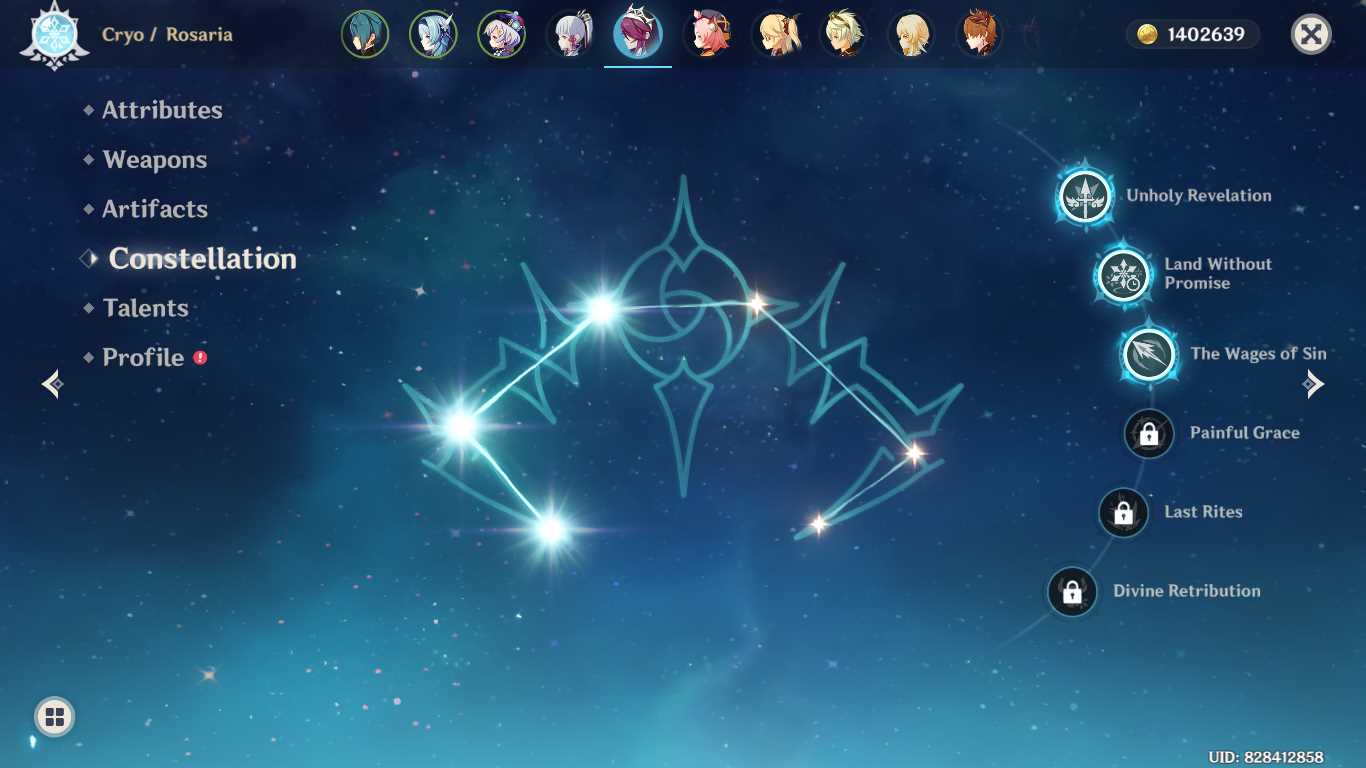 Cryo / Rosaria
1402639
Attributes
Weapons
Artifacts
Constellation
Talents
Profile
Unholy Revelation
Land Without
Promise
The Wages of Sin
Painful Grace
Last Rites
Divine Retribution
UID: 828412858